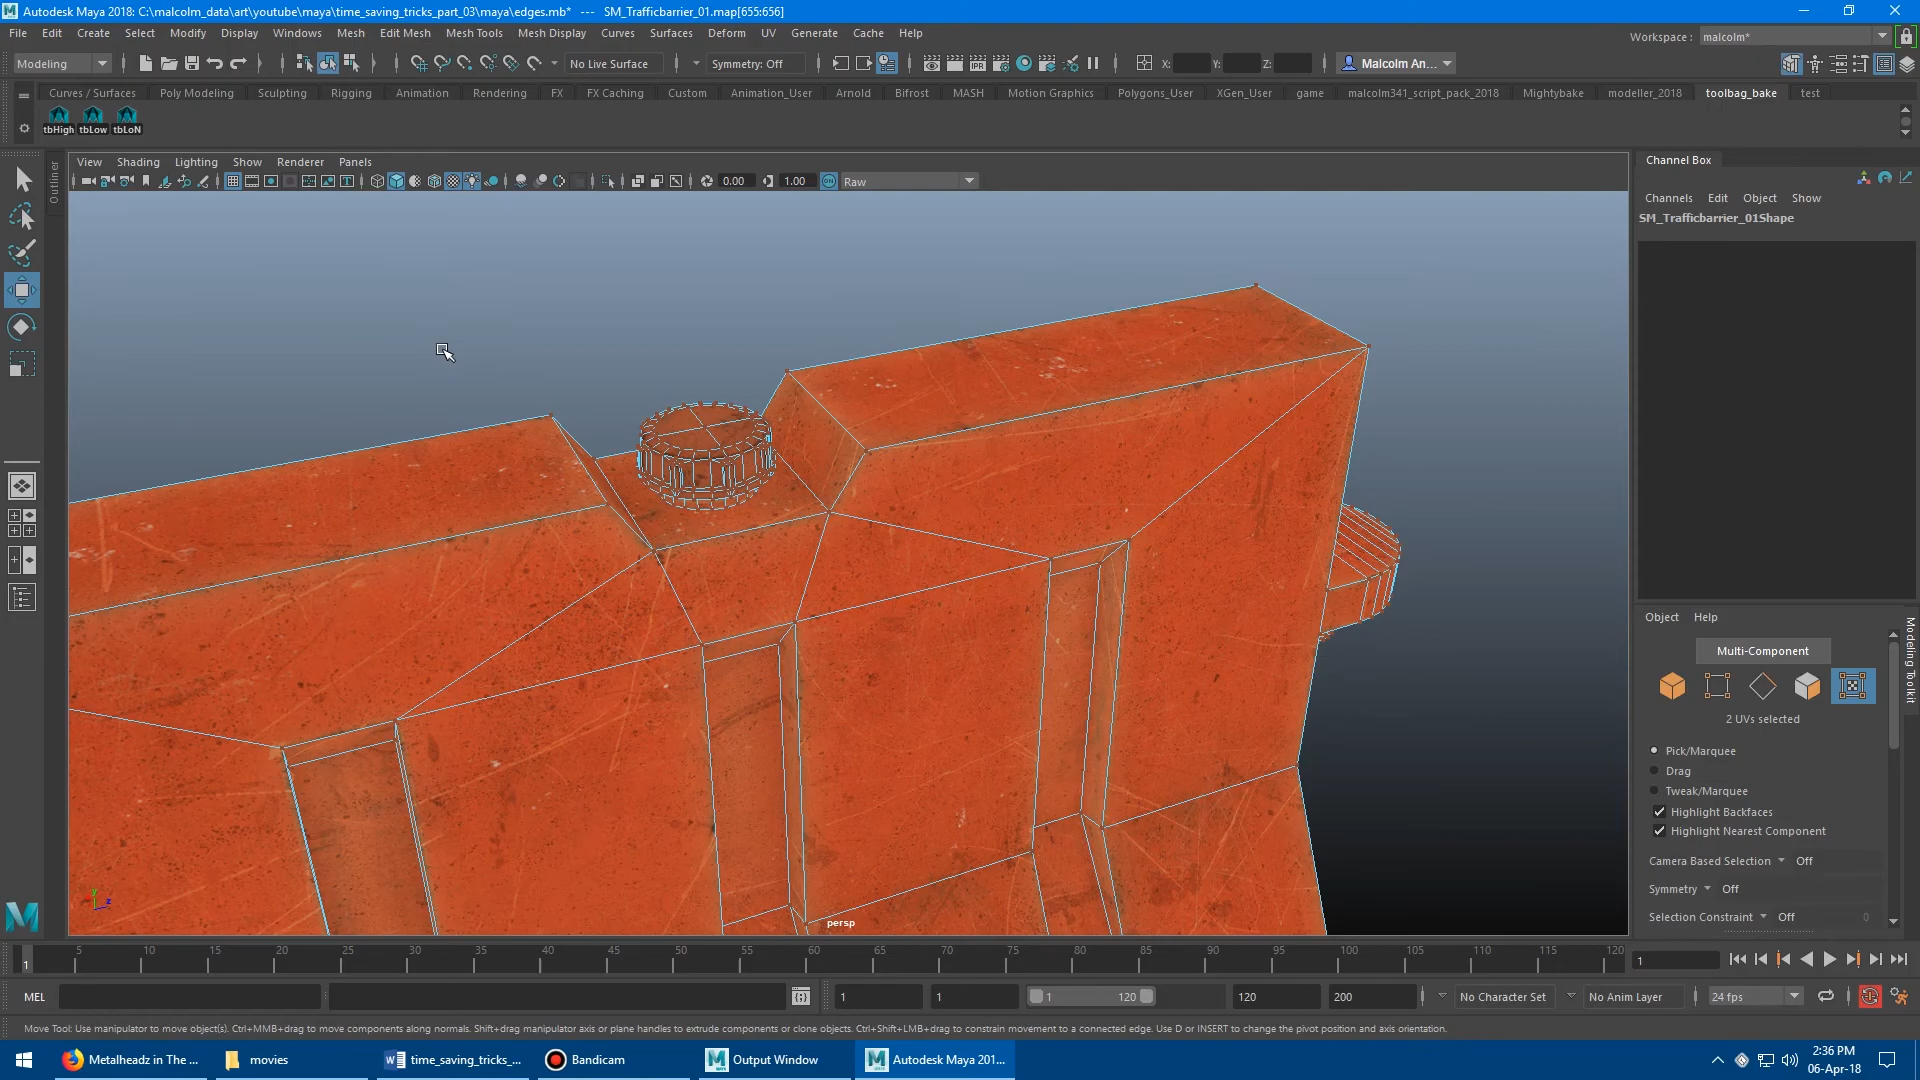 Autodesk Maya 2018: C:\malcolm_data\art\youtube\maya\time_saving_tricks_part_03\maya\edges.mb* --- SM_Trafficbarrier_01.map[655:656]
File Edit Create Select Modify Display Windows Mesh Edit Mesh Mesh Tools Mesh Display Curves Surfaces Deform UV Generate Cache Help
Workspace : malcolm*
Modeling No Live Surface Symmetry: Off X: Y: Z: Malcolm An...
Curves / Surfaces Poly Modeling Sculpting Rigging Animation Rendering FX FX Caching Custom Animation_User Arnold Bifrost MASH Motion Graphics Polygons_User XGen_User game malcolm341_script_pack_2018 Mightybake modeller_2018 toolbag_bake test
tbHigh tbLow tbLoN
Outliner
View Shading Lighting Show Renderer Panels
0.00 1.00 ON Raw
IPR
Channel Box
Channels Edit Object Show
SM_Trafficbarrier_01Shape
Object Help
Modeling Toolkit
Multi-Component
2 UVs selected
Pick/Marquee
Drag
Tweak/Marquee
Highlight Backfaces
Highlight Nearest Component
Camera Based Selection Off
Symmetry Off
Selection Constraint Off 0
y z
persp
1 5 10 15 20 25 30 35 40 45 50 55 60 65 70 75 80 85 90 95 100 105 110 115 120 1
MEL 1 1 1 120 120 200 No Character Set No Anim Layer 24 fps
Move Tool: Use manipulator to move object(s). Ctrl+MMB+drag to move components along normals. Shift+drag manipulator axis or plane handles to extrude components or clone objects. Ctrl+Shift+LMB+drag to constrain movement to a connected edge. Use D or INSERT to change the pivot position and axis orientation.
Metalheadz in The ... movies time_saving_tricks_... Bandicam Output Window Autodesk Maya 201...
2:36 PM
06-Apr-18